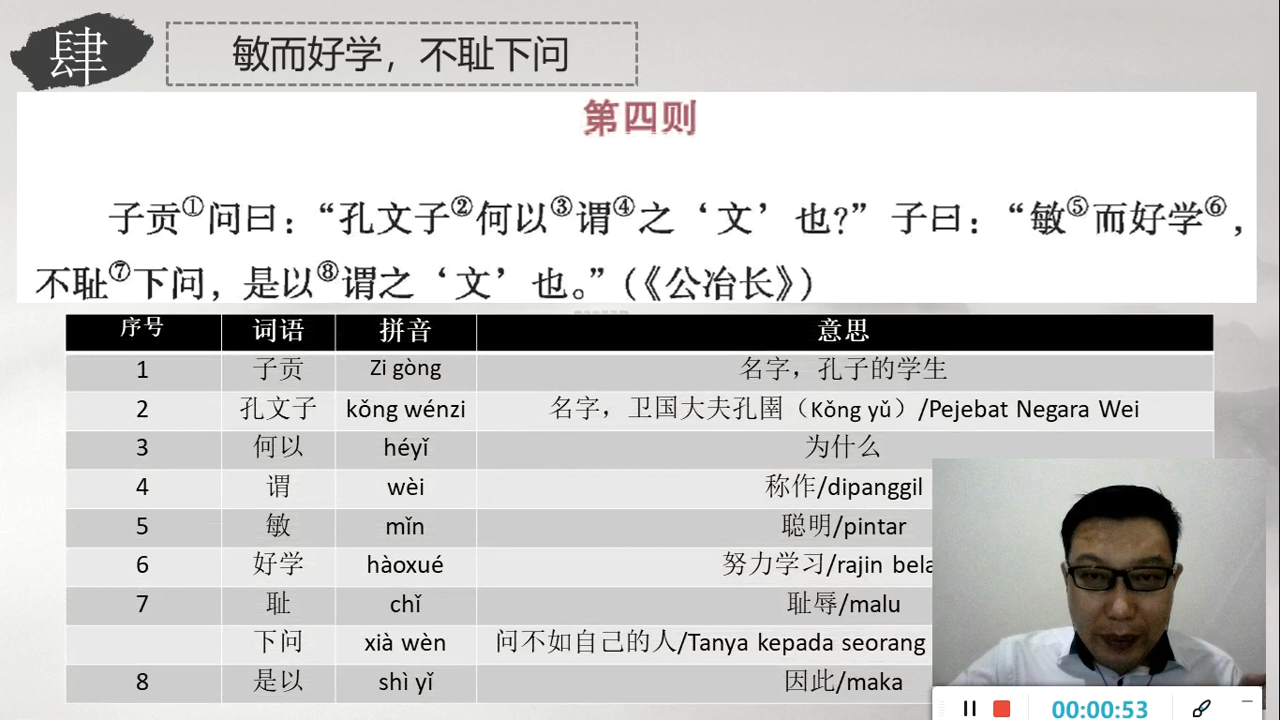 肆
敏而好学，不耻下问
第四则
子贡①问曰：“孔文子②何以③谓④之‘文’也？”子曰：“敏⑤而好学⑥，
不耻⑦下问，是以⑧谓之‘文’也。”（《公冶长》）
序号 词语 拼音 意思
1 子贡 Zi gòng 名字，孔子的学生
2 孔文子 kǒng wénzi 名字，卫国大夫孔圉（Kǒng yǔ）/Pejebat Negara Wei
3 何以 héyǐ 为什么
4 谓 wèi 称作/dipanggil
5 敏 mǐn 聪明/pintar
6 好学 hàoxué 努力学习/rajin bela
7 耻 chǐ 耻辱/malu
下问 xià wèn 问不如自己的人/Tanya kepada seorang
8 是以 shì yǐ 因此/maka
00:00:53